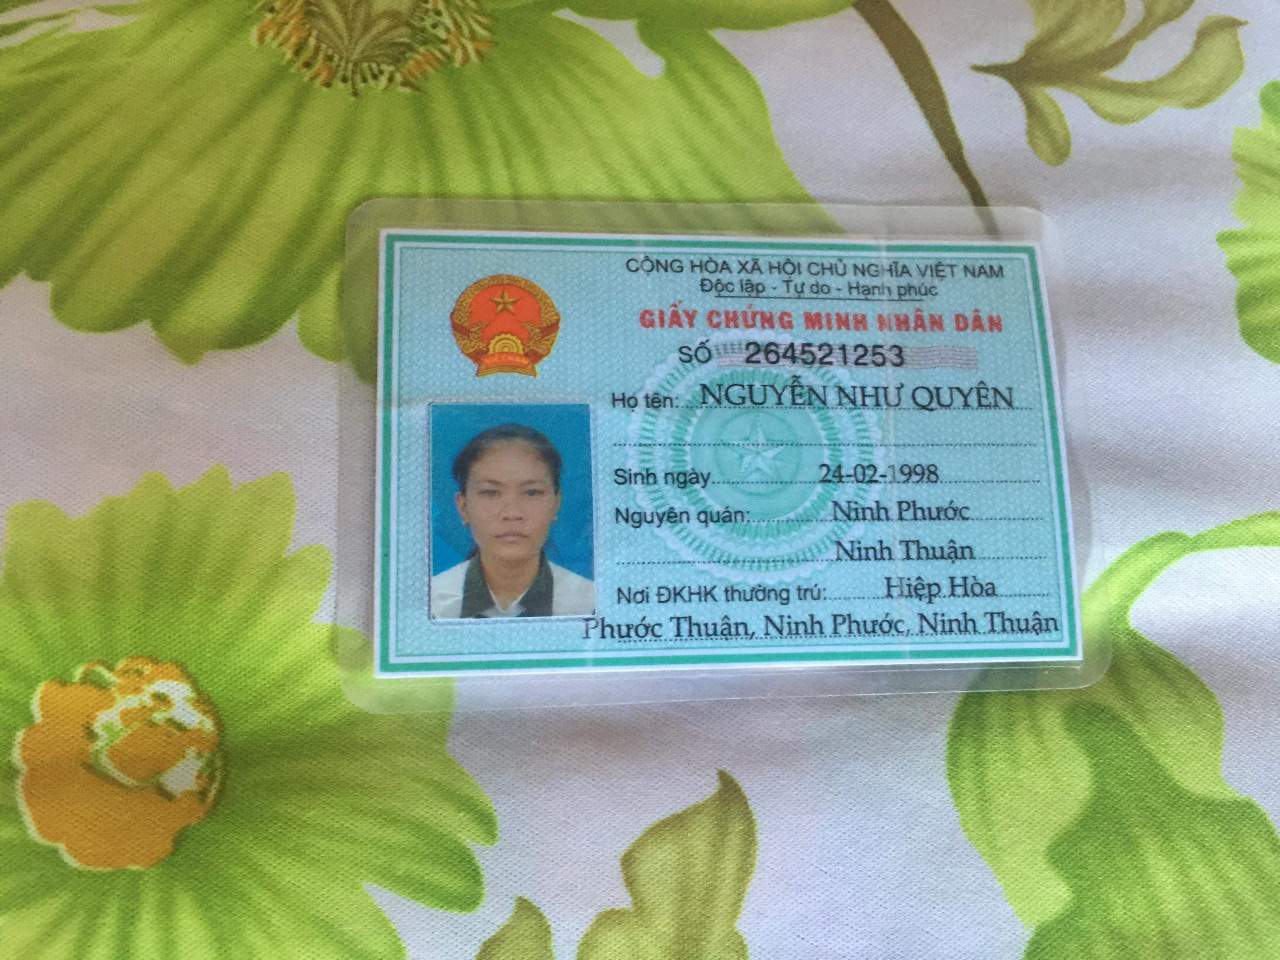 CỘNG HÒA XÃ HỘI CHỦ NGHĨA VIỆT NAM
Độc lập - Tự do - Hạnh phúc
GIẤY CHỨNG MINH NHÂN DÂN
SỐ 264521253
Họ tên: NGUYỄN NHƯ QUYÊN
Sinh ngày 24-02-1998
Nguyên quán: Ninh Phước
Ninh Thuận
Nơi ĐKHK thường trú: Hiệp Hòa
Phước Thuận, Ninh Phước, Ninh Thuận